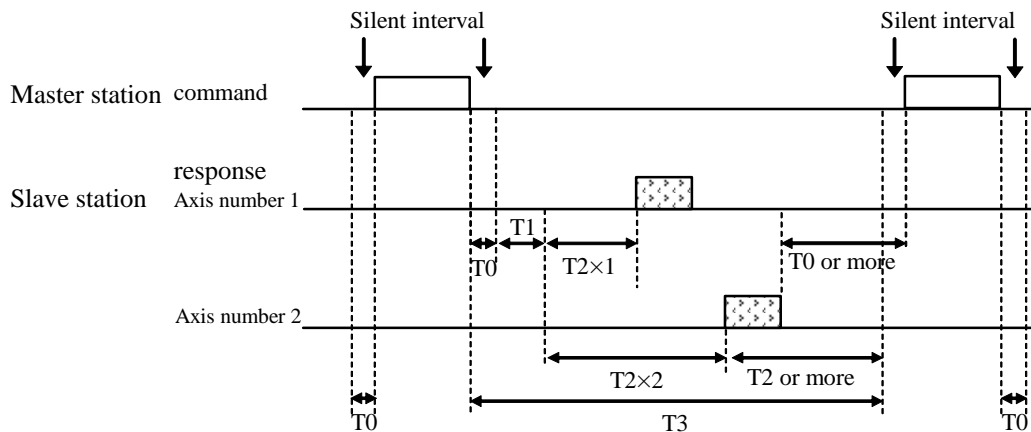 Silent interval
Silent interval
Master station command
response
Slave station Axis number 1
T1
T0
T2×1
T0 or more
Axis number 2
T2×2
T2 or more
T0
T3
T0